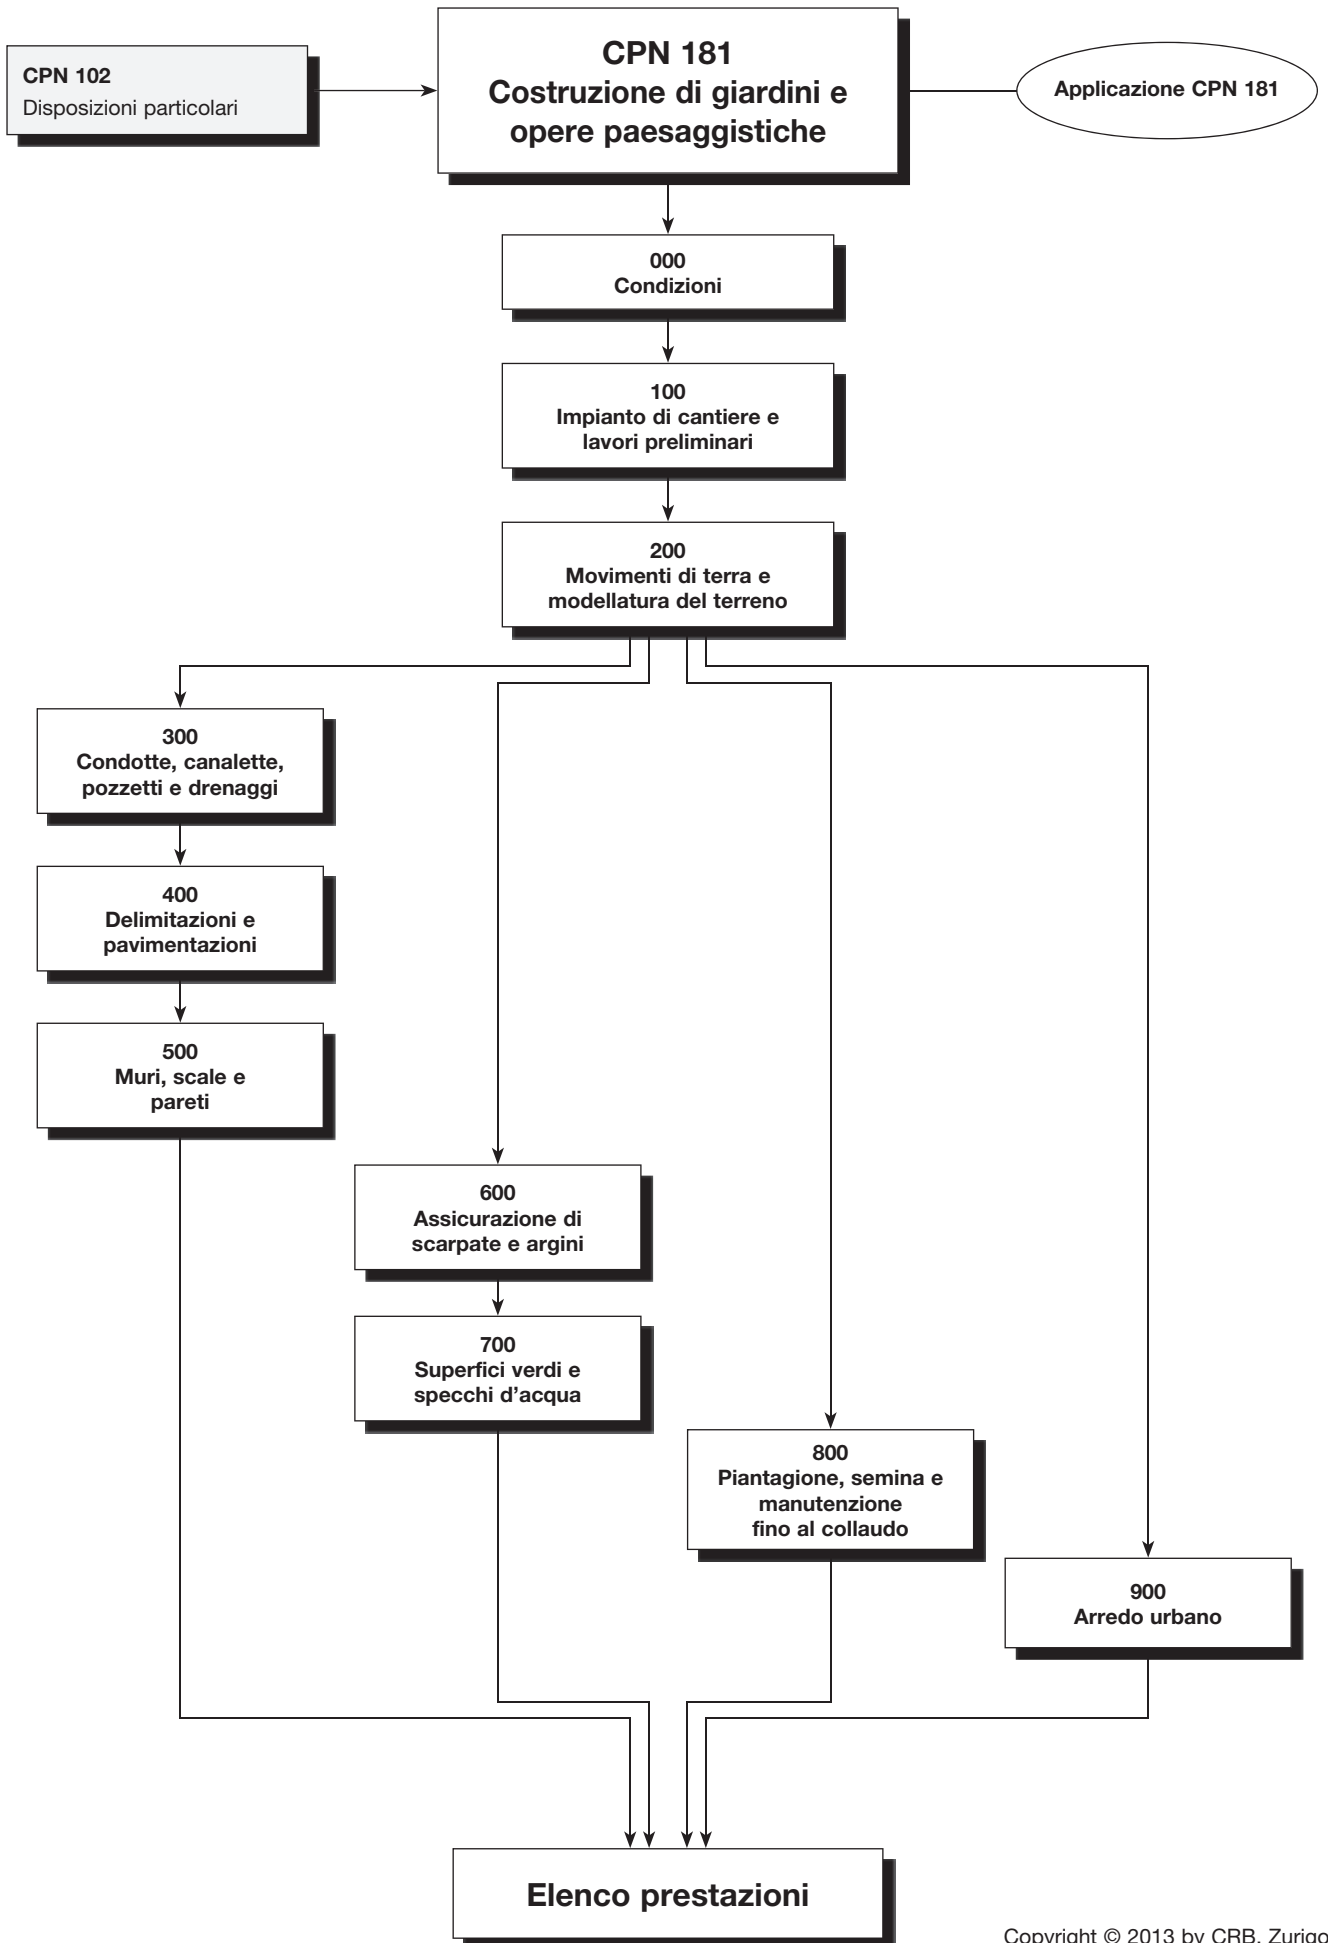 CPN 102
Disposizioni particolari
CPN 181
Costruzione di giardini e
opere paesaggistiche
Applicazione CPN 181
000
Condizioni
100
Impianto di cantiere e
lavori preliminari
200
Movimenti di terra e
modellatura del terreno
300
Condotte, canalette,
pozzetti e drenaggi
400
Delimitazioni e
pavimentazioni
500
Muri, scale e
pareti
600
Assicurazione di
scarpate e argini
700
Superfici verdi e
specchi d'acqua
800
Piantagione, semina e
manutenzione
fino al collaudo
900
Arredo urbano
Elenco prestazioni
Copyright © 2013 by CRB, Zurigo